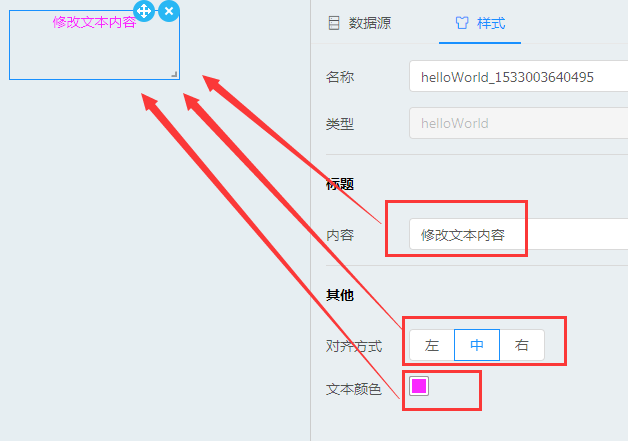 修改文本内容
数据源
样式
名称
helloWorld_1533003640495
类型
helloWorld
标题
内容
修改文本内容
其他
对齐方式
左 中 右
文本颜色